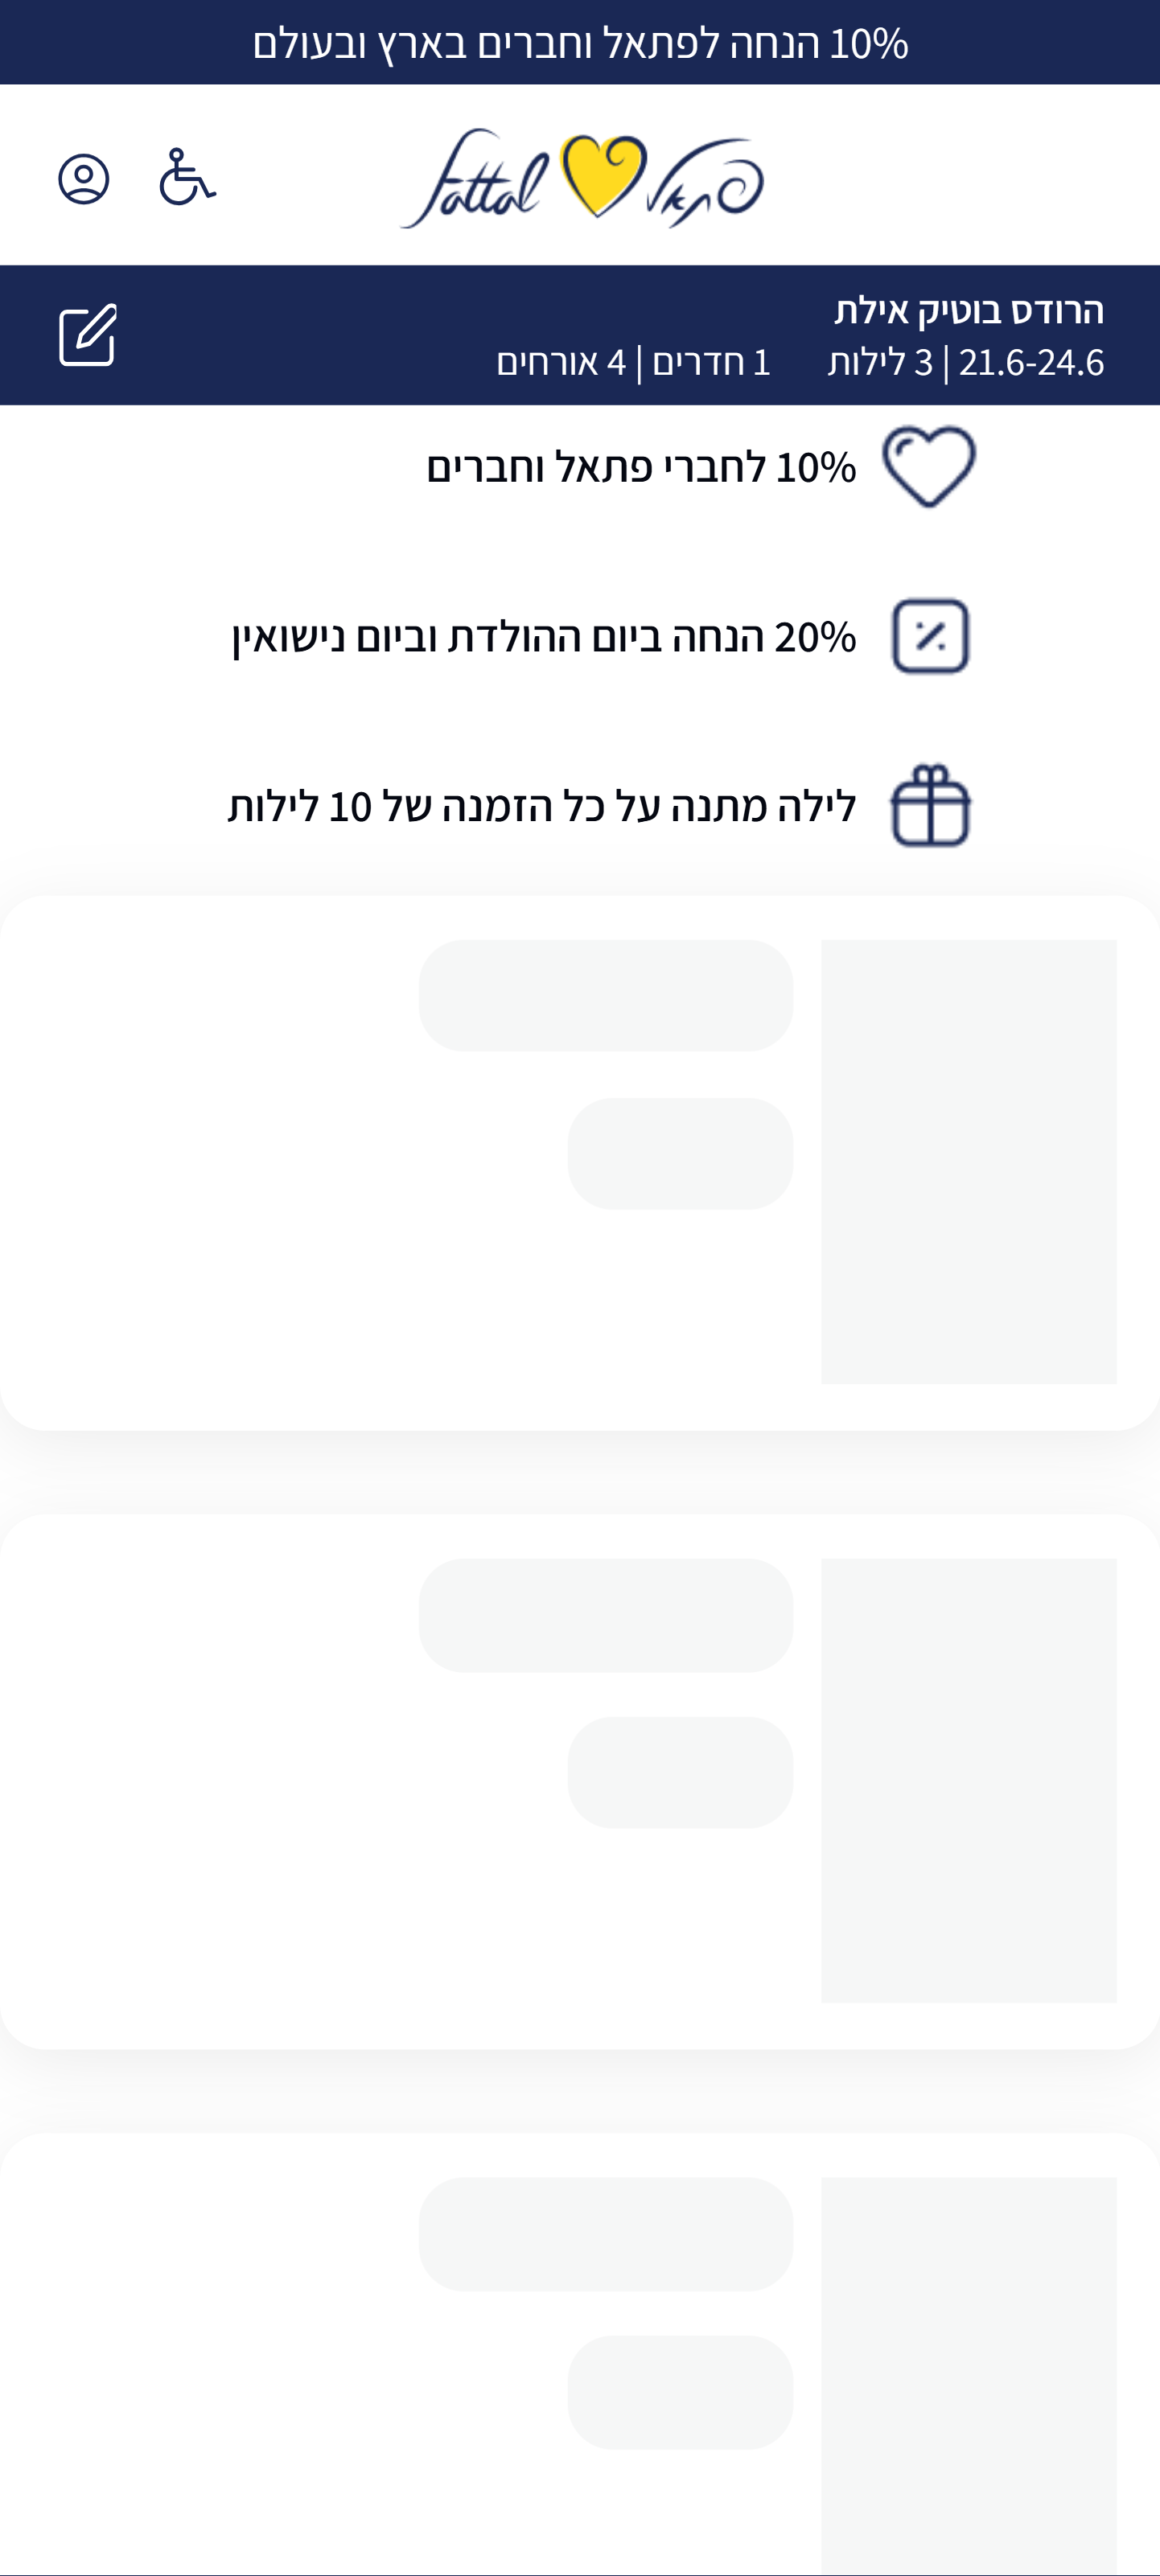 10% הנחה לפתאל וחברים בארץ ובעולם
fattal פתאל
הרודס בוטיק אילת
21.6-24.6 | 3 לילות 1 חדרים | 4 אורחים
10% לחברי פתאל וחברים
20% הנחה ביום ההולדת וביום נישואין
לילה מתנה על כל הזמנה של 10 לילות